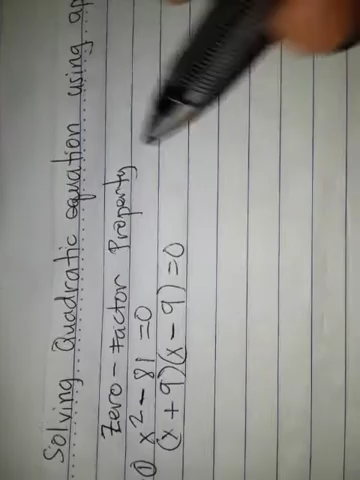 Solving Quadratic equation using
Zero-factor Property
① x² - 81 = 0
(x + 9)(x - 9) = 0